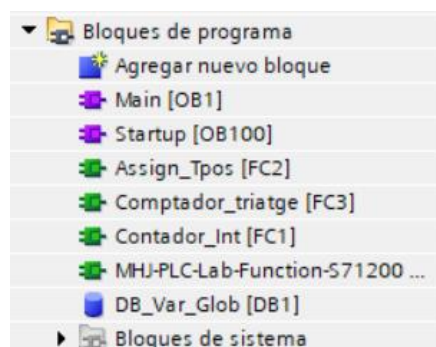 Bloques de programa
Agregar nuevo bloque
Main [OB1]
Startup [OB100]
Assign_Tpos [FC2]
Comptador_triatge [FC3]
Contador_Int [FC1]
MHJ-PLC-Lab-Function-S71200 ...
DB_Var_Glob [DB1]
Bloques de sistema